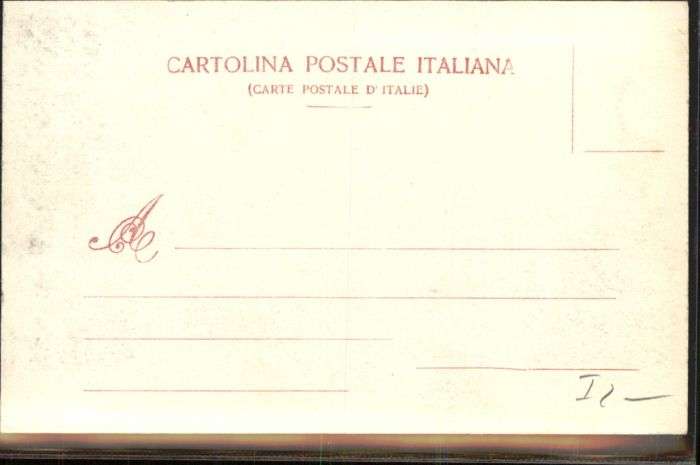 CARTOLINA POSTALE ITALIANA
(CARTE POSTALE D'ITALIE)
A